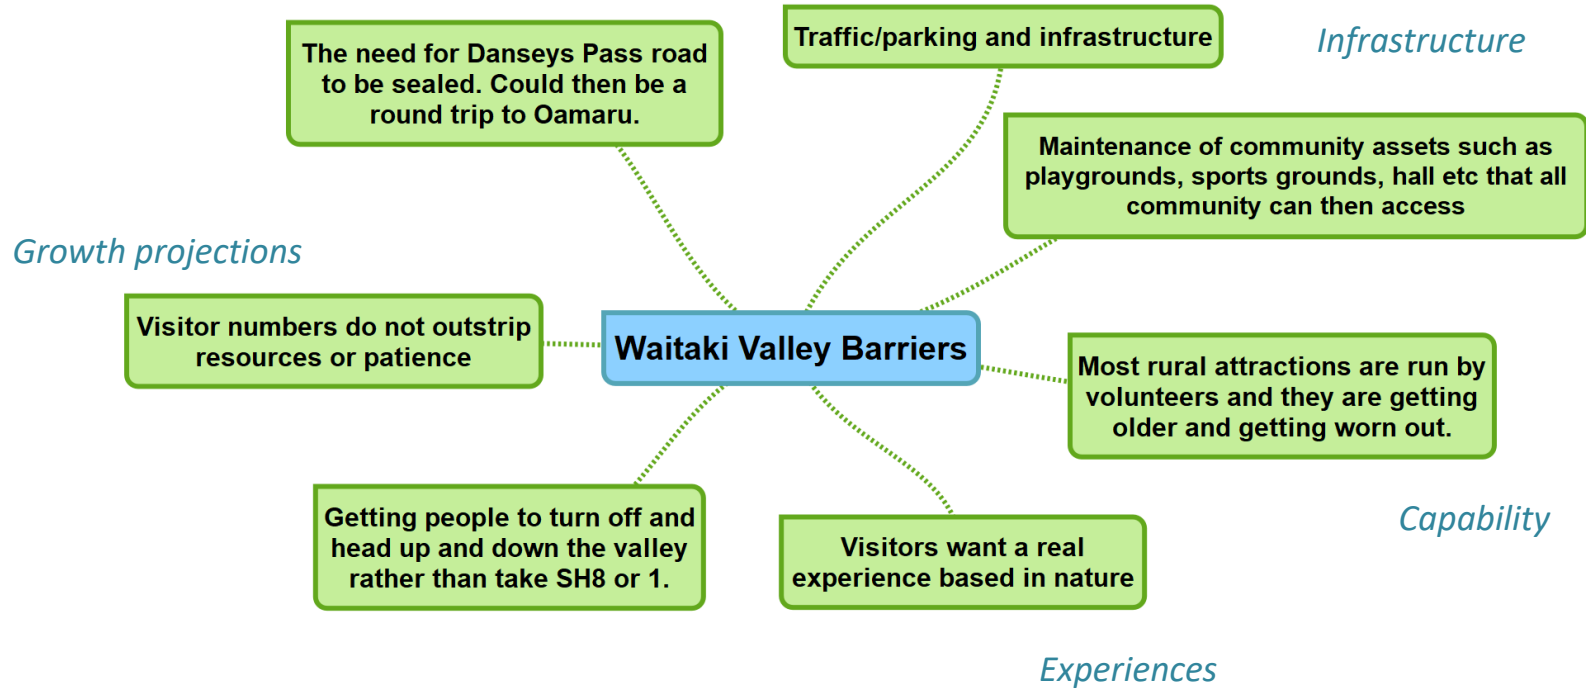 The need for Danseys Pass road
to be sealed. Could then be a
round trip to Oamaru.
Traffic/parking and infrastructure
Infrastructure
Maintenance of community assets such as
playgrounds, sports grounds, hall etc that all
community can then access
Growth projections
Visitor numbers do not outstrip
resources or patience
Waitaki Valley Barriers
Most rural attractions are run by
volunteers and they are getting
older and getting worn out.
Getting people to turn off and
head up and down the valley
rather than take SH8 or 1.
Visitors want a real
experience based in nature
Capability
Experiences